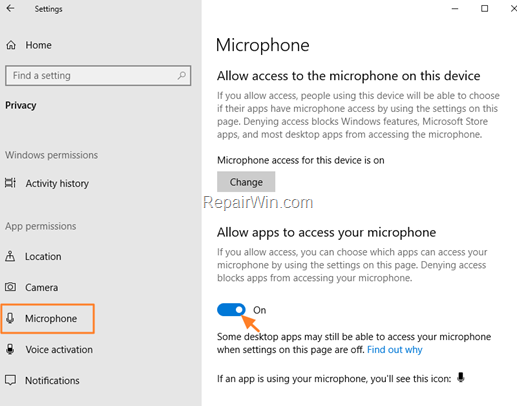 Settings
Home
Find a setting
Privacy
Windows permissions
Activity history
App permissions
Location
Camera
Microphone
Voice activation
Notifications
Microphone
Allow access to the microphone on this device
If you allow access, people using this device will be able to choose
if their apps have microphone access by using the settings on this
page. Denying access blocks Windows features, Microsoft Store
apps, and most desktop apps from accessing the microphone.
Microphone access for this device is on
Change
RepairWin.com
Allow apps to access your microphone
If you allow access, you can choose which apps can access your
microphone by using the settings on this page. Denying access
blocks apps from accessing your microphone.
On
Some desktop apps may still be able to access your microphone
when settings on this page are off. Find out why
If an app is using your microphone, you'll see this icon: